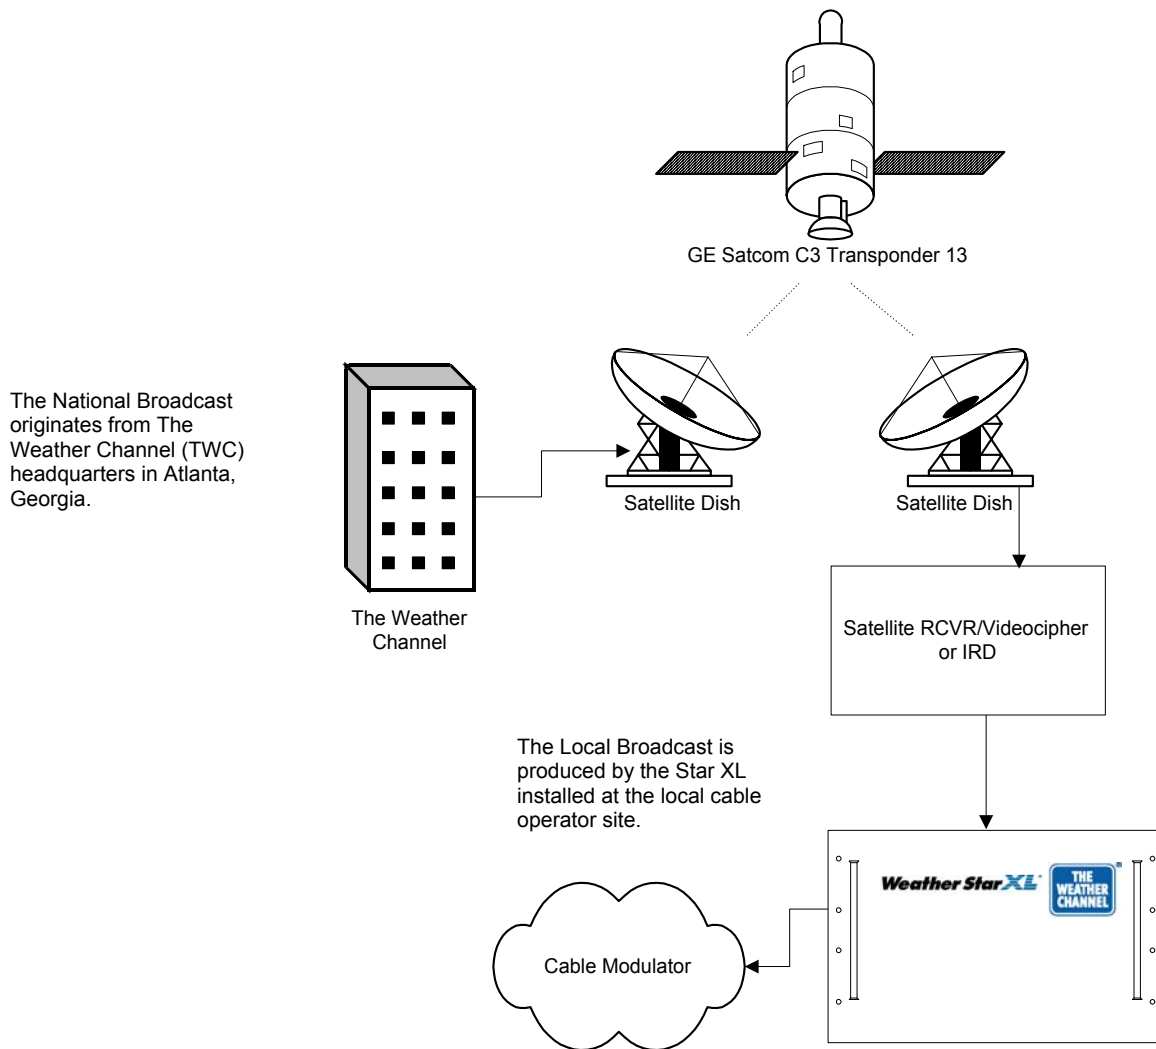 GE Satcom C3 Transponder 13
The National Broadcast
originates from The
Weather Channel (TWC)
headquarters in Atlanta,
Georgia.
Satellite Dish
Satellite Dish
The Weather
Channel
Satellite RCVR/Videocipher
or IRD
The Local Broadcast is
produced by the Star XL
installed at the local cable
operator site.
Weather Star XL
THE
WEATHER
CHANNEL
Cable Modulator